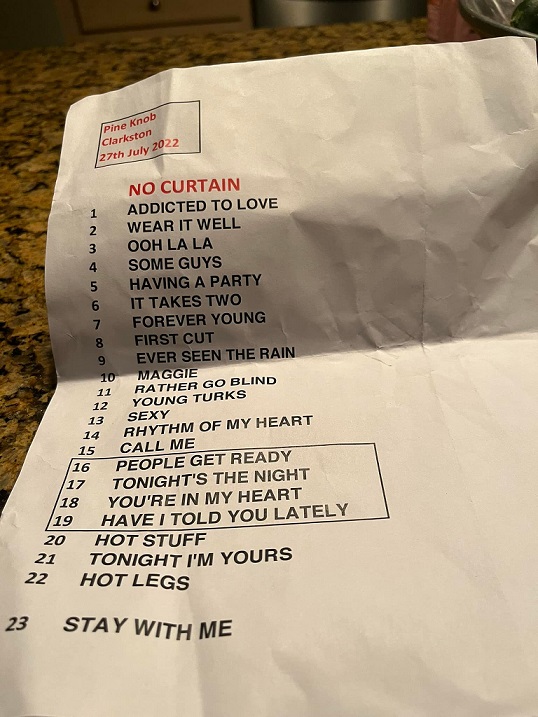 Pine Knob
Clarkston
27th July 2022
NO CURTAIN
1 ADDICTED TO LOVE
2 WEAR IT WELL
3 OOH LA LA
4 SOME GUYS
5 HAVING A PARTY
6 IT TAKES TWO
7 FOREVER YOUNG
8 FIRST CUT
9 EVER SEEN THE RAIN
10 MAGGIE
11 RATHER GO BLIND
12 YOUNG TURKS
13 SEXY
14 RHYTHM OF MY HEART
15 CALL ME
16 PEOPLE GET READY
17 TONIGHT'S THE NIGHT
18 YOU'RE IN MY HEART
19 HAVE I TOLD YOU LATELY
20 HOT STUFF
21 TONIGHT I'M YOURS
22 HOT LEGS
23 STAY WITH ME